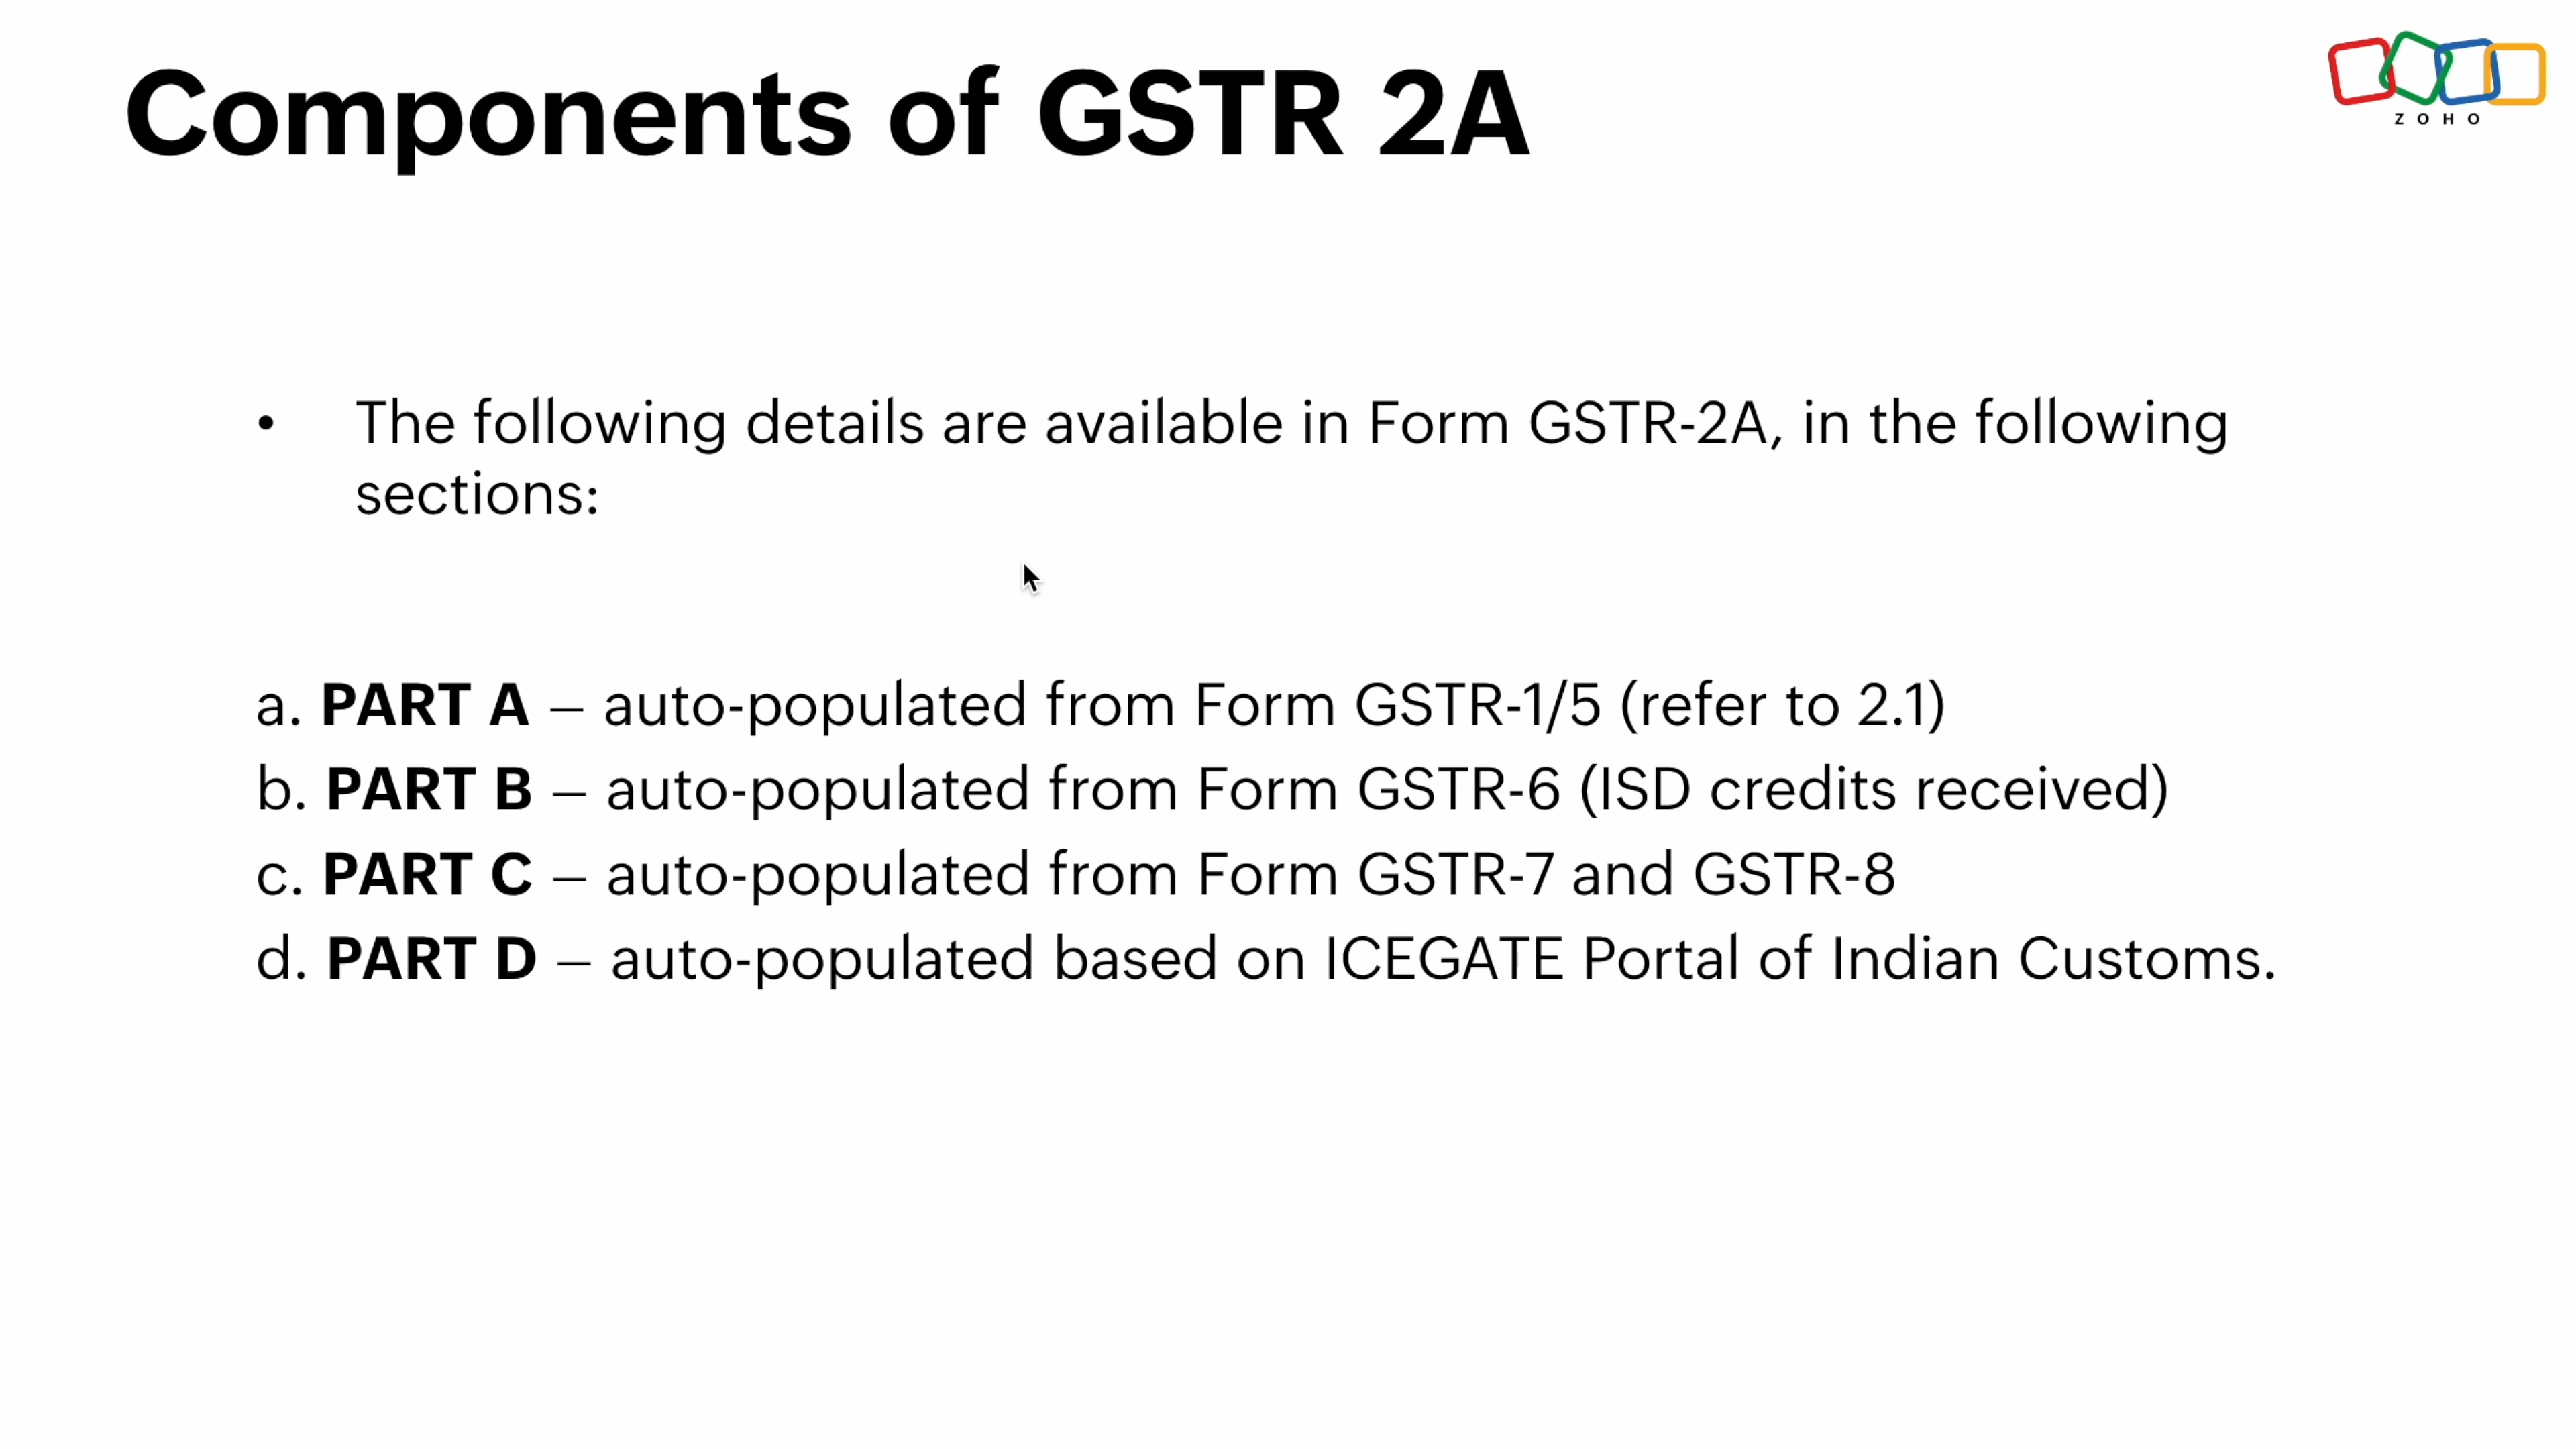 Components of GSTR 2A
ZOHO
• The following details are available in Form GSTR-2A, in the following
sections:
a. PART A – auto-populated from Form GSTR-1/5 (refer to 2.1)
b. PART B – auto-populated from Form GSTR-6 (ISD credits received)
c. PART C – auto-populated from Form GSTR-7 and GSTR-8
d. PART D – auto-populated based on ICEGATE Portal of Indian Customs.